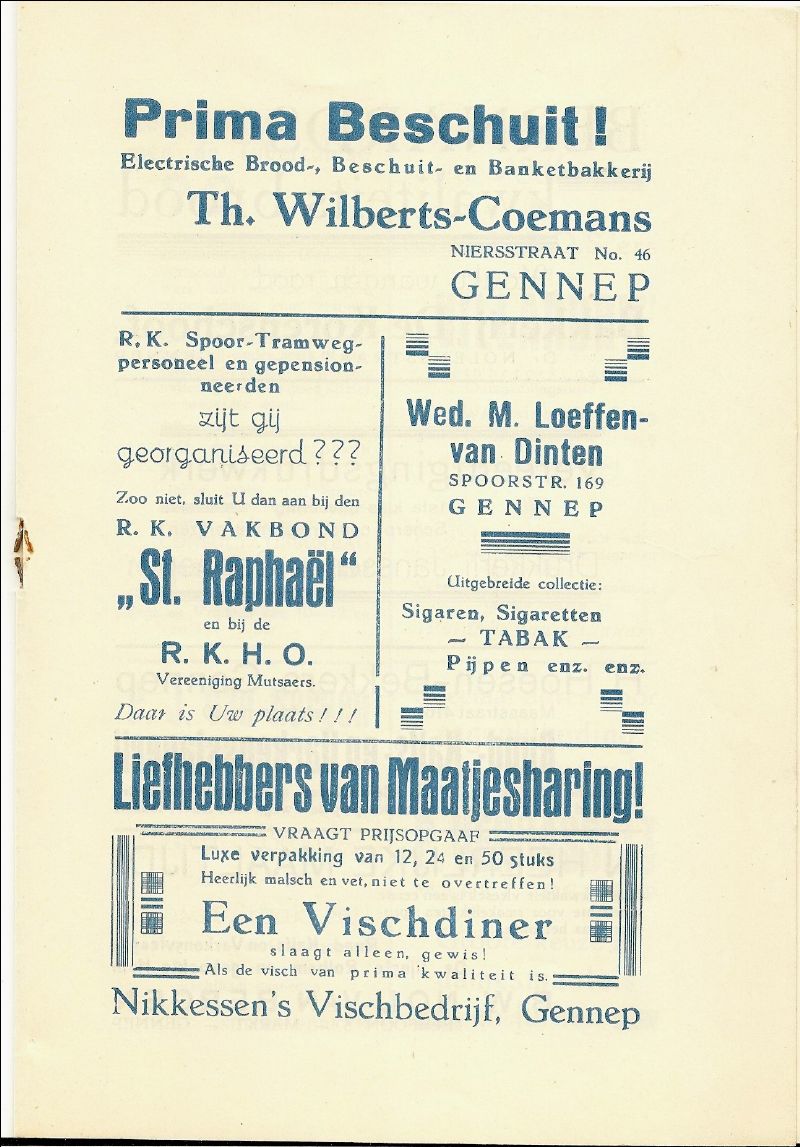 Prima Beschuit!
Electrische Brood-, Beschuit- en Banketbakkerij
Th. Wilberts-Coemans
NIERSSTRAAT No. 46
GENNEP
R.K. Spoor-Tramweg-
personeel en gepension-
neerden
zijt gij
georganiseerd???
Zoo niet, sluit U dan aan bij den
R. K. VAKBOND
„St. Raphaël“
en bij de
R. K. H. O.
Vereeniging Mutsaers.
Daar is Uw plaats!!!
Wed. M. Loeffen-
van Dinten
SPOORSTR. 169
GENNEP
Uitgebreide collectie:
Sigaren, Sigaretten
— TABAK —
Pijpen enz. enz.
Liefhebbers van Maatjesharing!
VRAAGT PRIJSOPGAAF
Luxe verpakking van 12, 24 en 50 stuks
Heerlijk malsch en vet, niet te overtreffen!
Een Vischdiner
slaagt alleen, gewis!
Als de visch van prima kwaliteit is.
Nikkessen's Vischbedrijf, Gennep